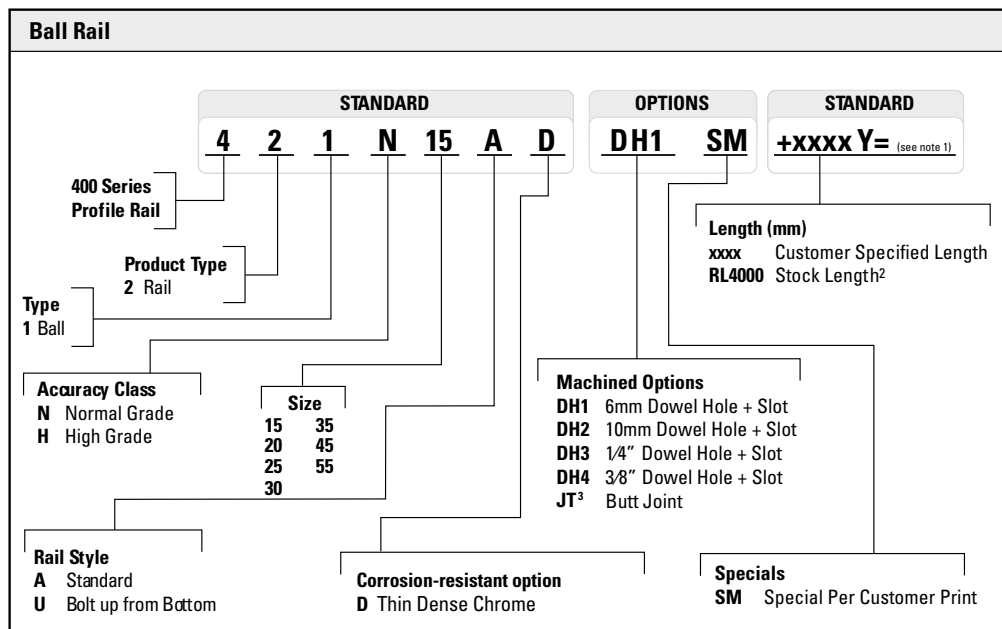 Ball Rail
STANDARD
OPTIONS
STANDARD
4 2 1 N 15 A D
DH1 SM
+xxxx Y= (see note 1)
400 Series
Profile Rail
Product Type
2 Rail
Type
1 Ball
Length (mm)
xxxx Customer Specified Length
RL4000 Stock Length²
Accuracy Class
N Normal Grade
H High Grade
Size
15 35
20 45
25 55
30
Machined Options
DH1 6mm Dowel Hole + Slot
DH2 10mm Dowel Hole + Slot
DH3 1/4" Dowel Hole + Slot
DH4 3/8" Dowel Hole + Slot
JT³ Butt Joint
Rail Style
A Standard
U Bolt up from Bottom
Corrosion-resistant option
D Thin Dense Chrome
Specials
SM Special Per Customer Print